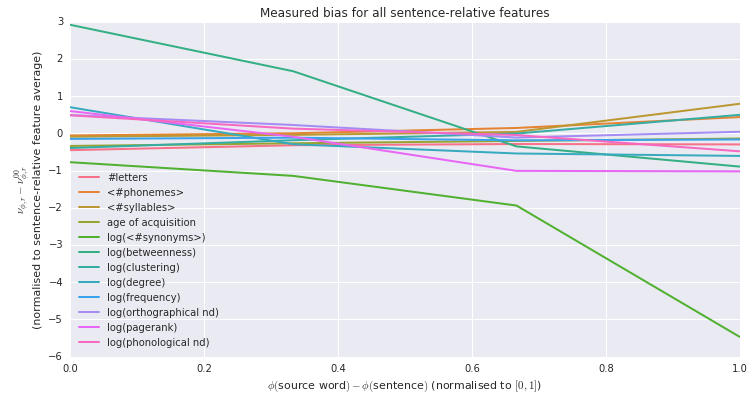 Measured bias for all sentence-relative features
ν_{ϕ,r} − ν^{00}_{ϕ,r}
(normalised to sentence-relative feature average)
3
2
1
0
−1
−2
−3
−4
−5
−6
#letters
<#phonemes>
<#syllables>
age of acquisition
log(<#synonyms>)
log(betweenness)
log(clustering)
log(degree)
log(frequency)
log(orthographical nd)
log(pagerank)
log(phonological nd)
0.0 0.2 0.4 0.6 0.8 1.0
ϕ(source word) − ϕ(sentence) (normalised to [0, 1])